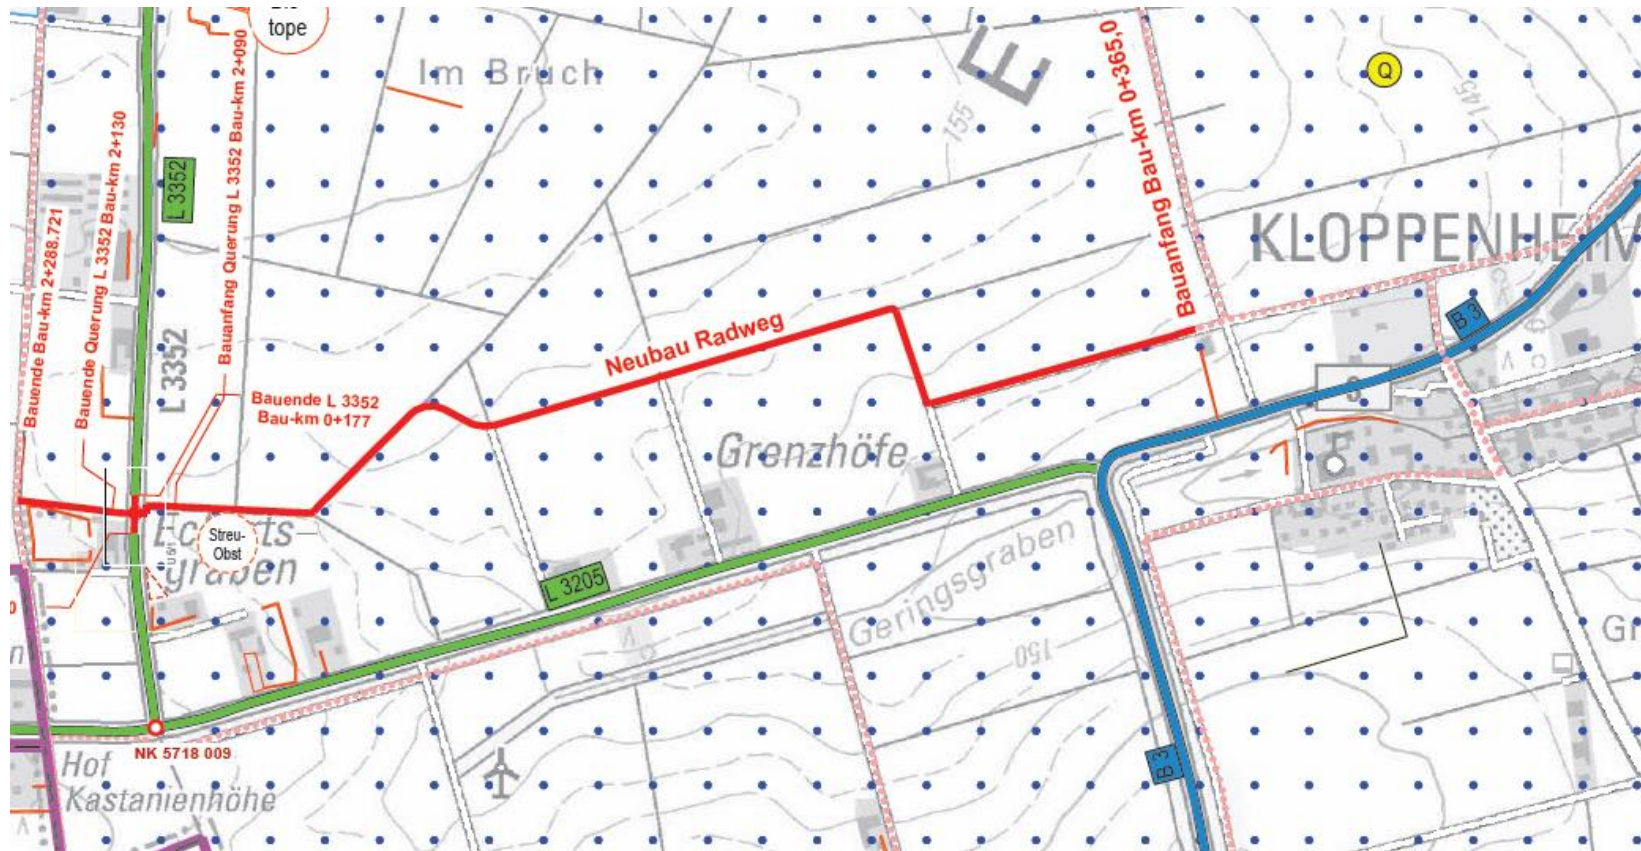 tope
Im Bruch
E
155
145
Q
Bauanfang Bau-km 0+365,0
KLOPPENHEIM
B 3
L 3352
L 3352
Bauende Bau-km 2+288.721
Bauende Querung L 3352 Bau-km 2+130
Bauanfang Querung L 3352 Bau-km 2+090
Bauende L 3352
Bau-km 0+177
Neubau Radweg
Grenzhöfe
Streu-
Obst
graben
L 3205
Geringsgraben
150
B 3
NK 5718 009
Hof
Kastanienhöhe
Gr